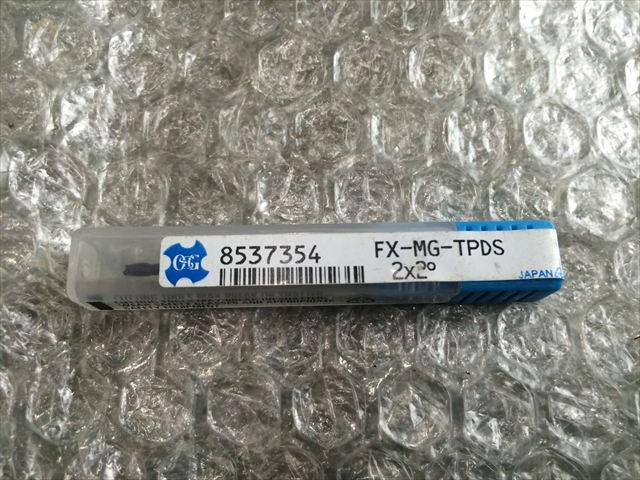 OSG
8537354
FX-MG-TPDS
2x2°
JAPAN